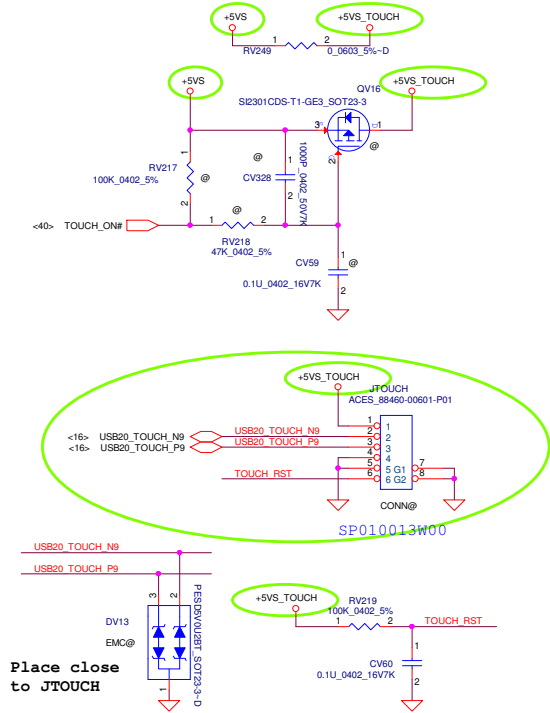 +5VS
+5VS_TOUCH
1
2
RV249
0_0603_5%~D
+5VS
+5VS_TOUCH
QV16
SI2301CDS-T1-GE3_SOT23-3
3
S
D
1
G
2
@
1
RV217
100K_0402_5%
@
2
@
1
CV328
2
1000P_0402_50V7K
<40> TOUCH_ON#
@
1
2
RV218
47K_0402_5%
1
@
CV59
0.1U_0402_16V7K
2
+5VS_TOUCH
JTOUCH
ACES_88460-00601-P01
<16> USB20_TOUCH_N9
USB20_TOUCH_N9
<16> USB20_TOUCH_P9
USB20_TOUCH_P9
TOUCH_RST
1 1
2 2
3 3
4 4
5 5 G1 7
6 6 G2 8
CONN@
SP010013W00
USB20_TOUCH_N9
USB20_TOUCH_P9
3
2
DV13
EMC@
PESD5V0U2BT_SOT23-3~D
1
Place close
to JTOUCH
+5VS_TOUCH
RV219
100K_0402_5%
1
2
TOUCH_RST
1
CV60
0.1U_0402_16V7K
2